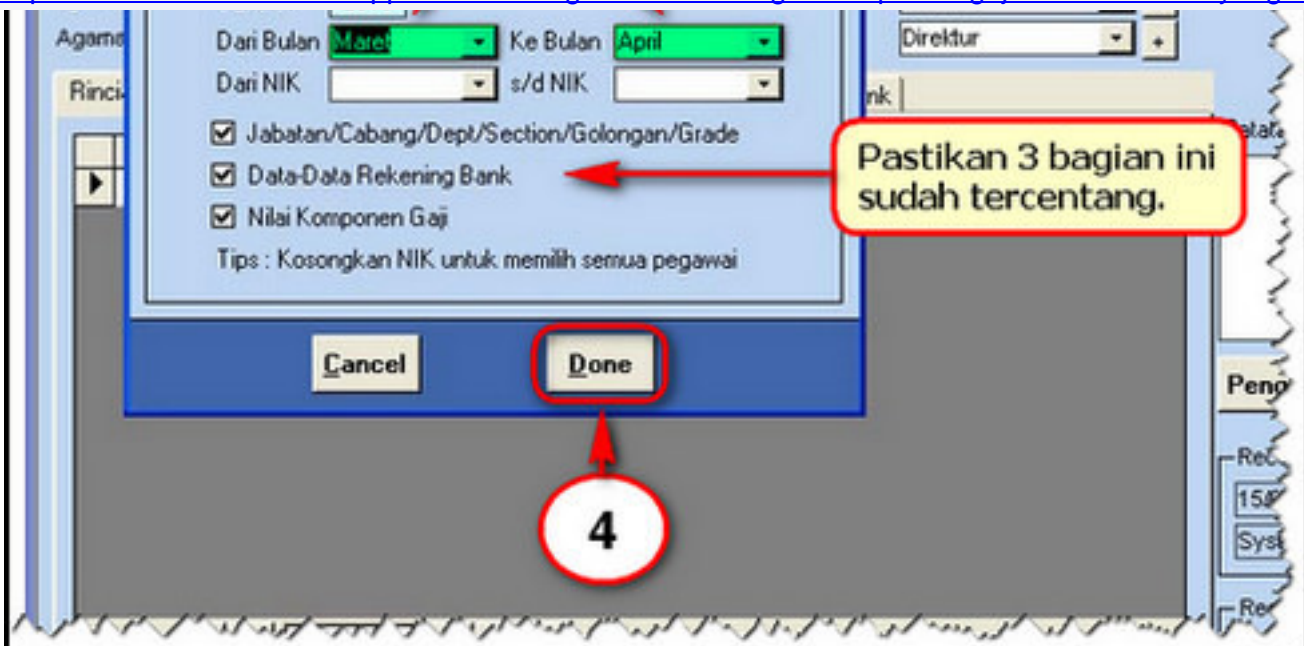 Agama
Dari Bulan Maret Ke Bulan April
Direktur
+
Dari NIK s/d NIK
Jabatan/Cabang/Dept/Section/Golongan/Grade
Data-Data Rekening Bank
Nilai Komponen Gaji
Tips : Kosongkan NIK untuk memilih semua pegawai
Pastikan 3 bagian ini
sudah tercentang.
Cancel
Done
4